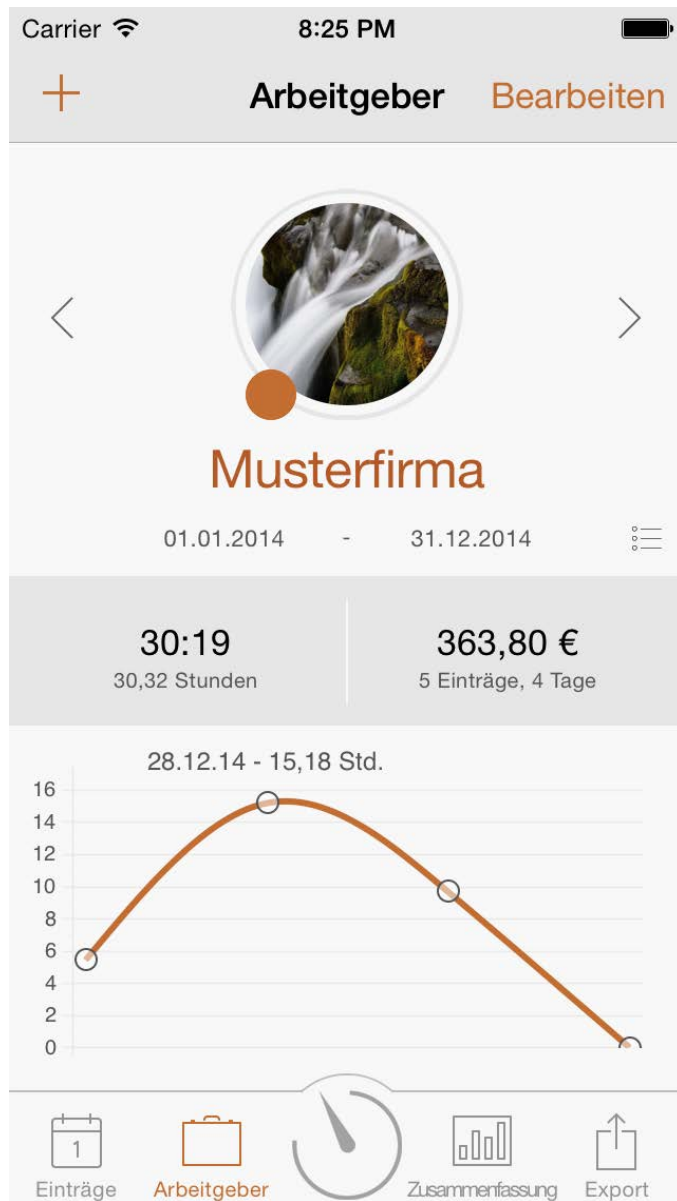 Carrier 8:25 PM
+ Arbeitgeber Bearbeiten
Musterfirma
01.01.2014 - 31.12.2014
30:19 363,80 €
30,32 Stunden 5 Einträge, 4 Tage
28.12.14 - 15,18 Std.
16
14
12
10
8
6
4
2
0
1
Einträge Arbeitgeber Zusammenfassung Export